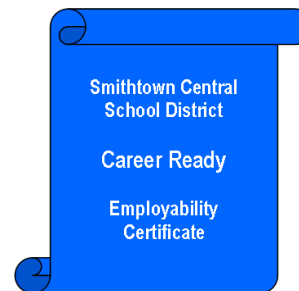 Smithtown Central
School District
Career Ready
Employability
Certificate